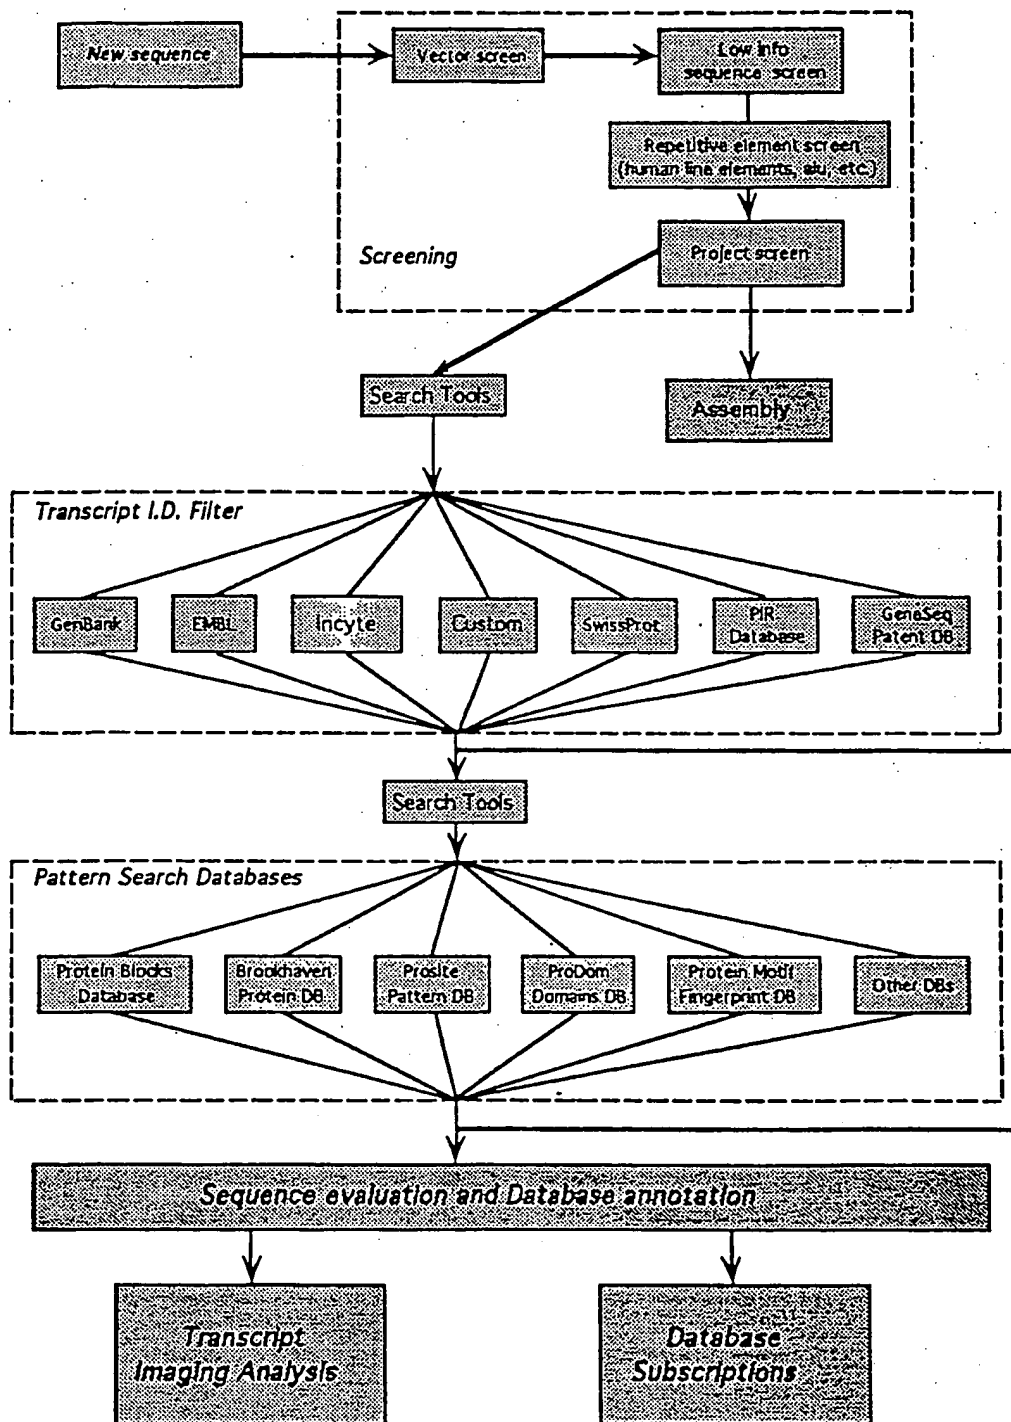 New sequence
Vector screen
Low info
sequence screen
Repetitive element screen
(human line elements, alu, etc.)
Screening
Project screen
Search Tools
Assembly
Transcript I.D. Filter
GenBank
EMBL
Incyte
Custom
SwissProt
PIR
Database
GeneSeq
Patent DB
Search Tools
Pattern Search Databases
Protein Blocks
Database
Brookhaven
Protein DB
Prosite
Pattern DB
ProDom
Domains DB
Protein Motif
Fingerprint DB
Other DBs
Sequence evaluation and Database annotation
Transcript
Imaging Analysis
Database
Subscriptions